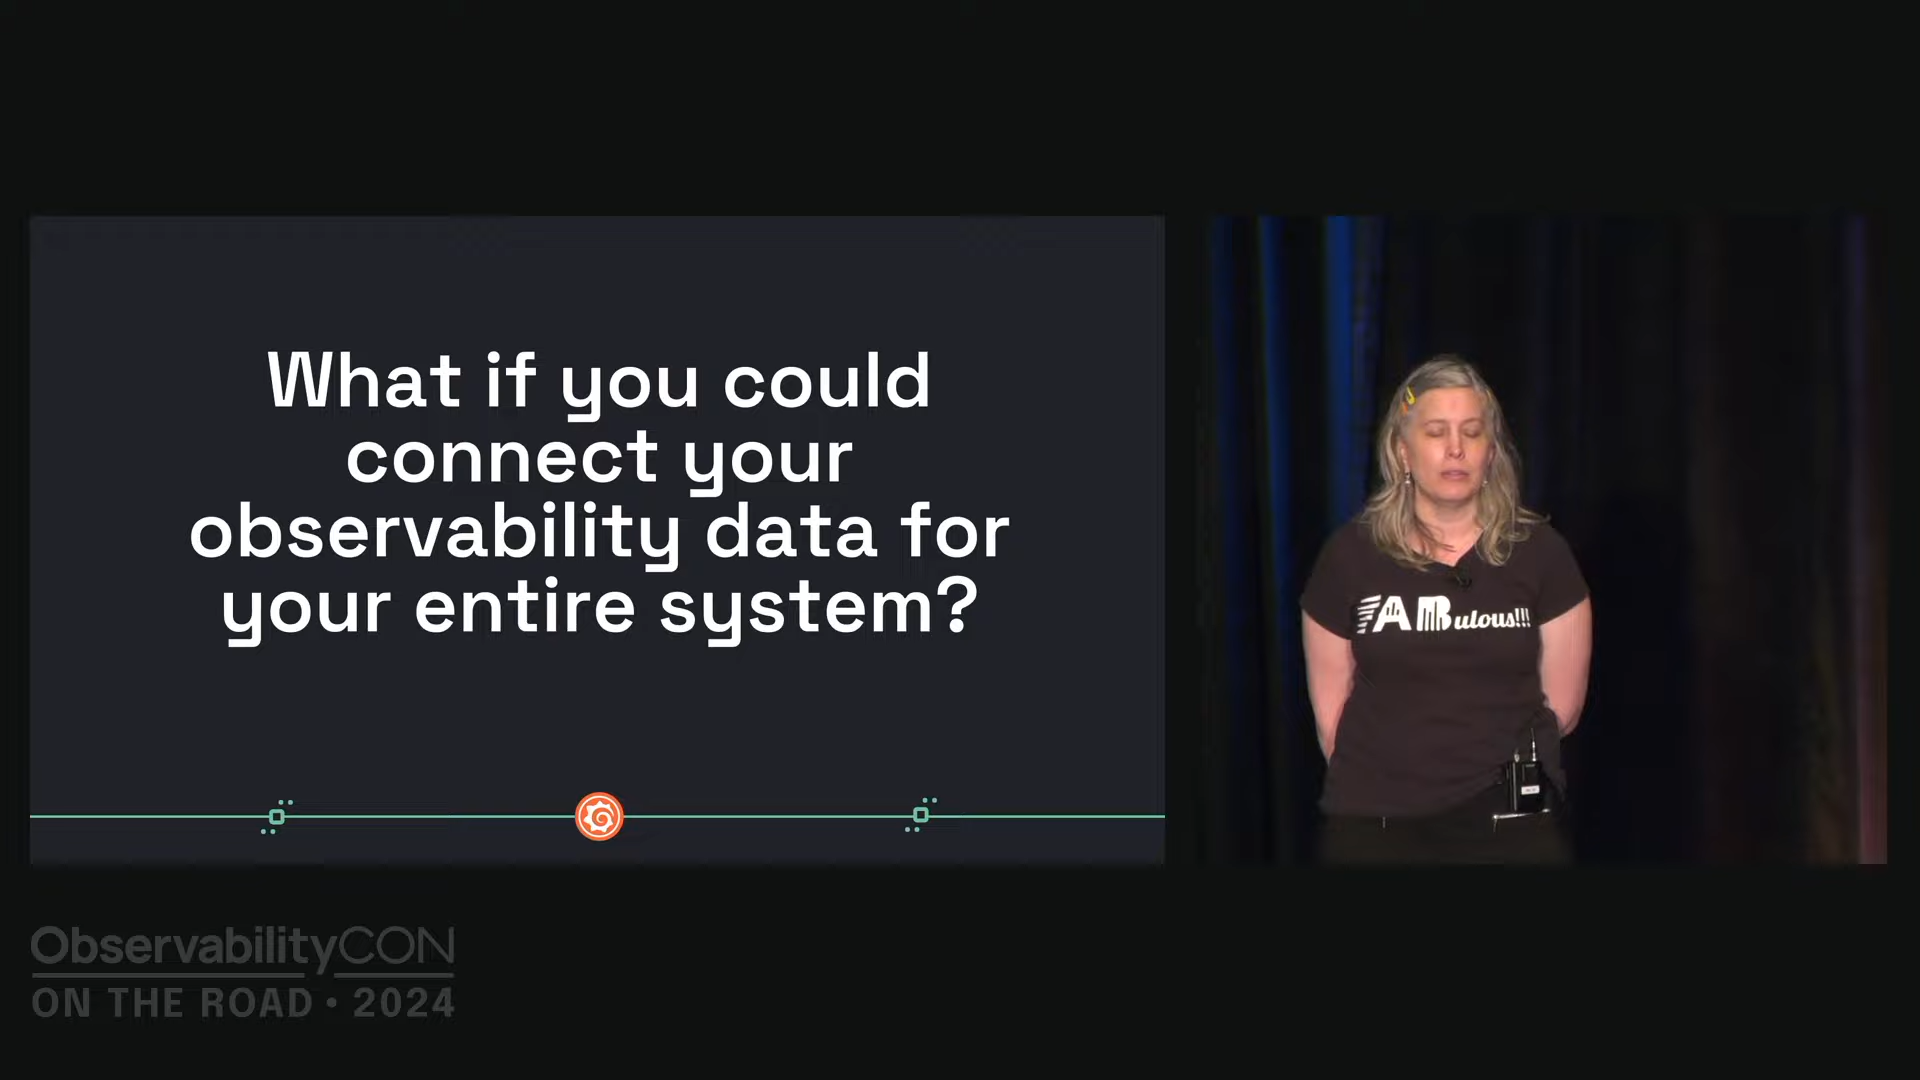 What if you could
connect your
observability data for
your entire system?
FABulous!!!
ObservabilityCON
ON THE ROAD • 2024